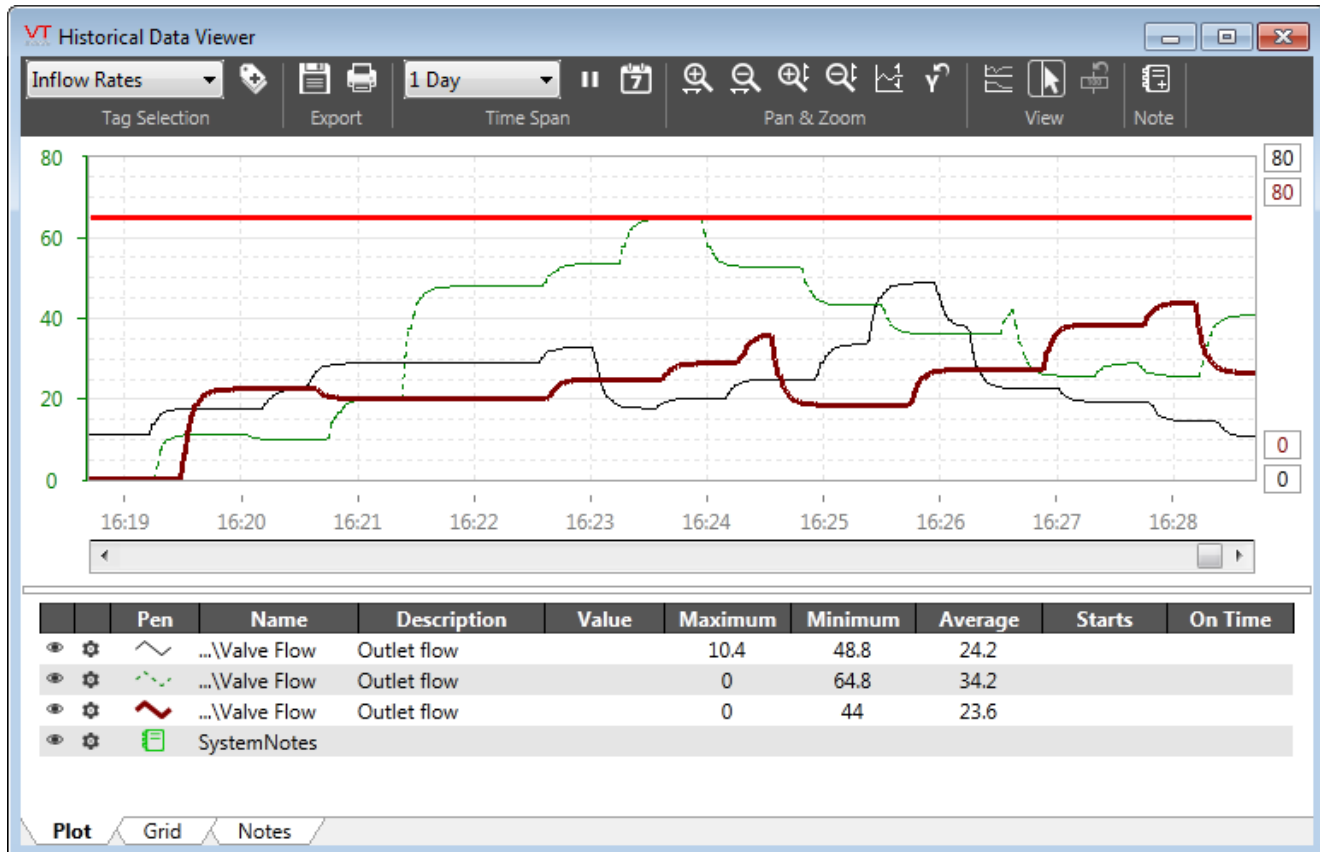 VT Historical Data Viewer
Inflow Rates 1 Day 7
Tag Selection Export Time Span Pan & Zoom View Note
80 80
80
60
40
20
0
0 0
16:19 16:20 16:21 16:22 16:23 16:24 16:25 16:26 16:27 16:28
Pen Name Description Value Maximum Minimum Average Starts On Time
...\Valve Flow Outlet flow 10.4 48.8 24.2
...\Valve Flow Outlet flow 0 64.8 34.2
...\Valve Flow Outlet flow 0 44 23.6
SystemNotes
Plot Grid Notes